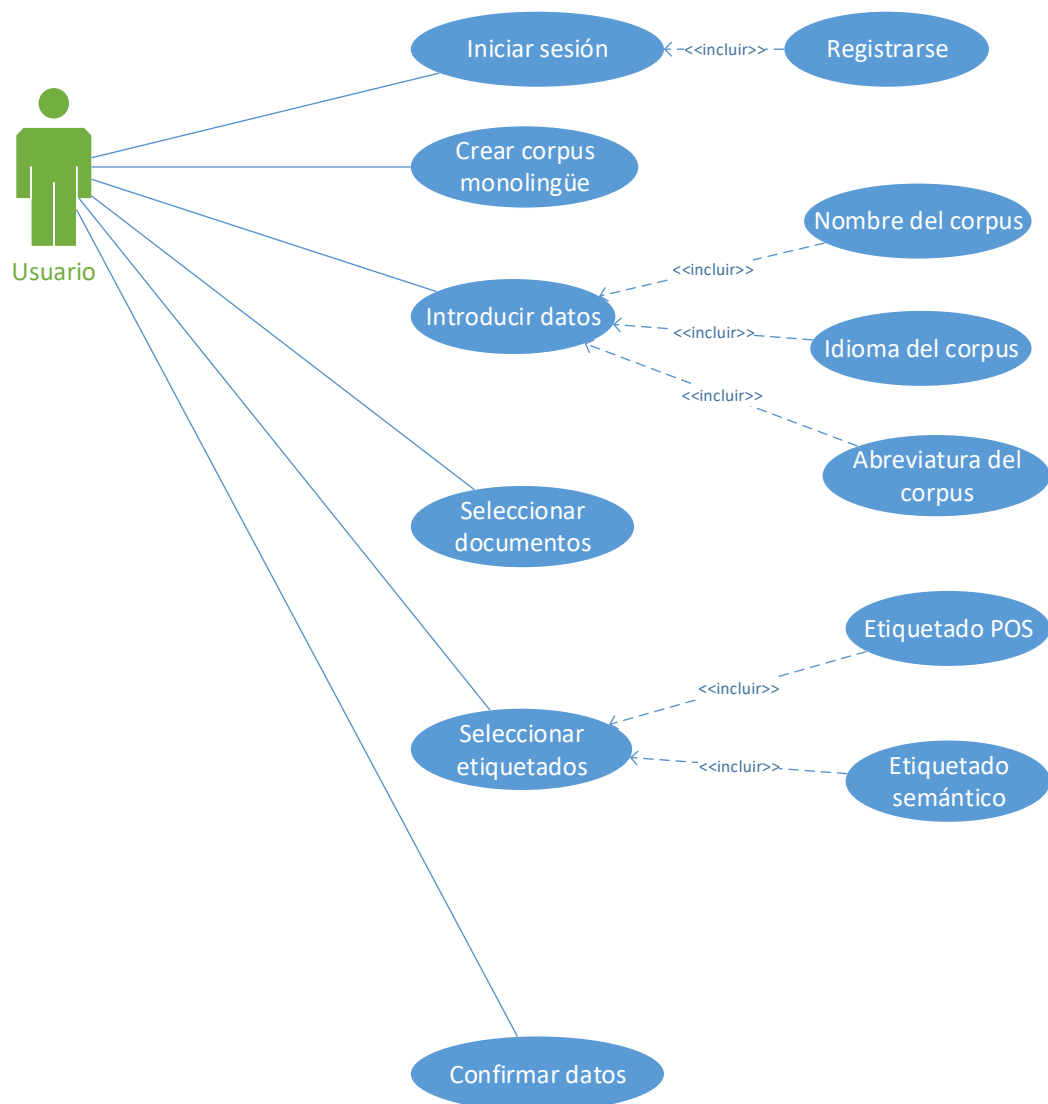 Iniciar sesión
<<incluir>>
Registrarse
Crear corpus
monolingüe
Usuario
Nombre del corpus
<<incluir>>
Introducir datos
<<incluir>>
Idioma del corpus
<<incluir>>
Abreviatura del
corpus
Seleccionar
documentos
Etiquetado POS
<<incluir>>
Seleccionar
etiquetados
<<incluir>>
Etiquetado
semántico
Confirmar datos